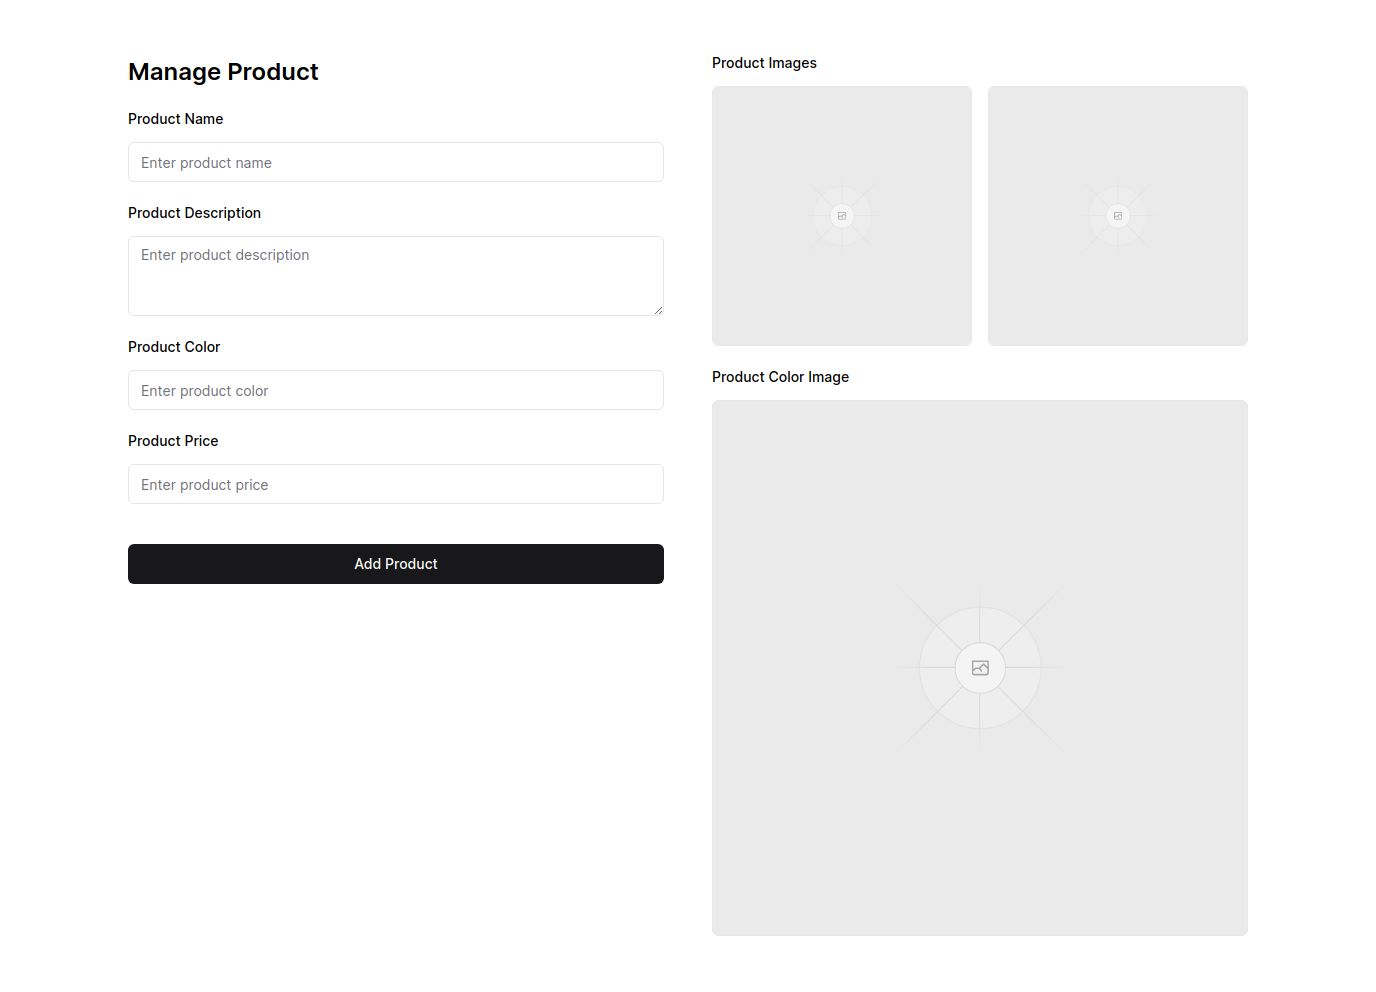 Manage Product
Product Name
Enter product name
Product Description
Enter product description
Product Color
Enter product color
Product Price
Enter product price
Add Product
Product Images
Product Color Image